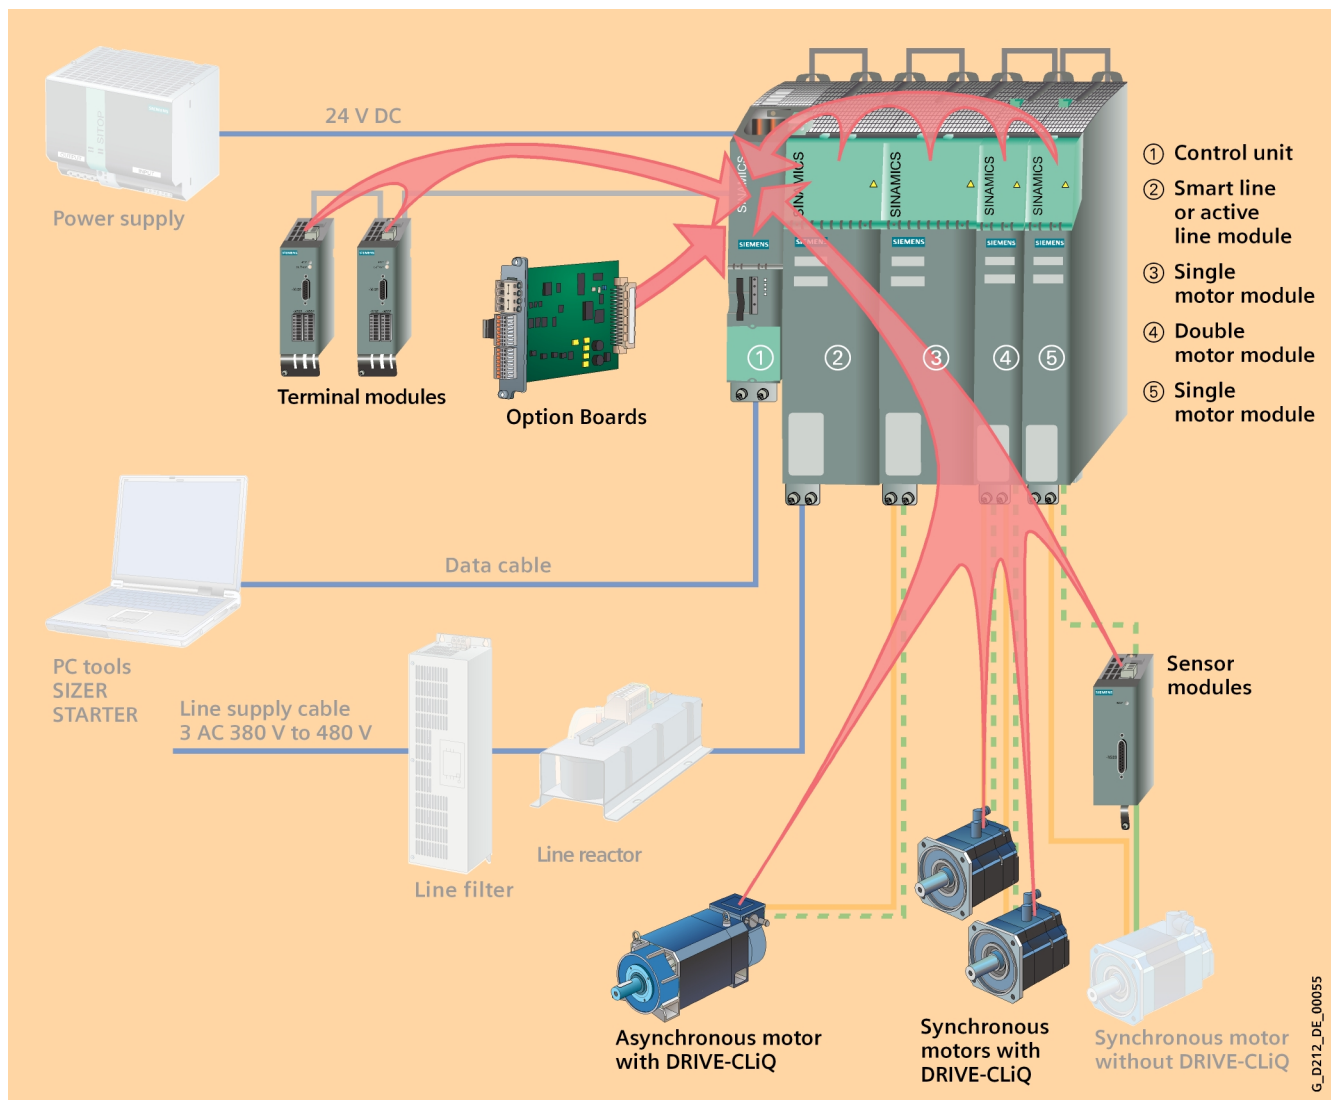 24 V DC
Power supply
Terminal modules
Option Boards
SINAMICS
SINAMICS
SINAMICS
SINAMICS
SINAMICS
SIEMENS
SIEMENS
SIEMENS
SIEMENS
SIEMENS
①
②
③
④
⑤
① Control unit
② Smart line
or active
line module
③ Single
motor module
④ Double
motor module
⑤ Single
motor module
Data cable
PC tools
SIZER
STARTER
Line supply cable
3 AC 380 V to 480 V
Line filter
Line reactor
Sensor
modules
SIEMENS
Asynchronous motor
with DRIVE-CLiQ
Synchronous
motors with
DRIVE-CLiQ
Synchronous motor
without DRIVE-CLiQ
G_D212_DE_00055